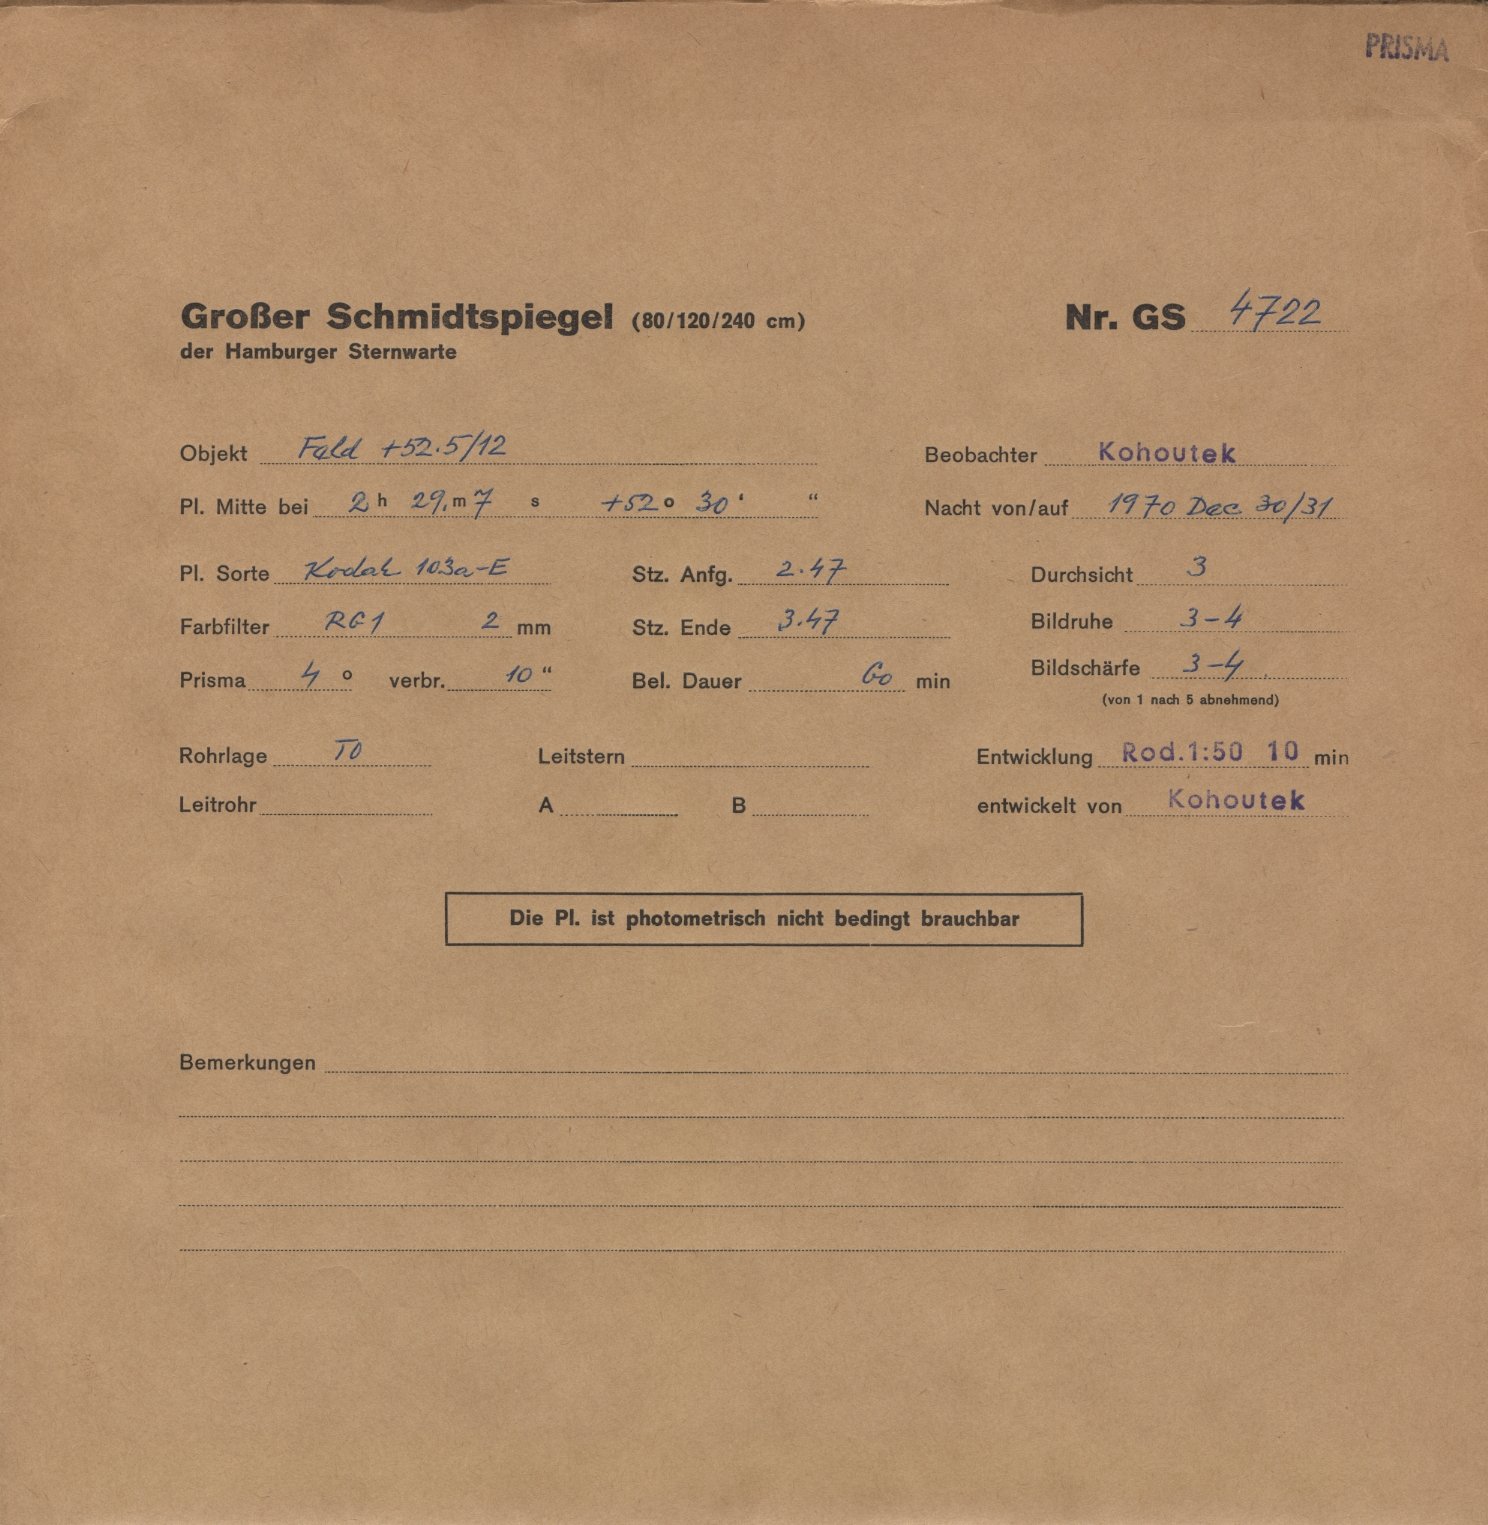 PRISMA
Großer Schmidtspiegel (80/120/240 cm) Nr. GS 4722
der Hamburger Sternwarte
Objekt Feld +52.5/12 Beobachter Kohoutek
Pl. Mitte bei 2 h 29. m 7 s +52 o 30 ‘ “ Nacht von/auf 1970 Dec 30/31
Pl. Sorte Kodak 103a-E Stz. Anfg. 2.47 Durchsicht 3
Farbfilter RG1 2 mm Stz. Ende 3.47 Bildruhe 3-4
Prisma 4 o verbr. 10 “ Bel. Dauer 60 min Bildschärfe 3-4
(von 1 nach 5 abnehmend)
Rohrlage TO Leitstern Entwicklung Rod.1:50 10 min
Leitrohr A B entwickelt von Kohoutek
Die Pl. ist photometrisch nicht bedingt brauchbar
Bemerkungen